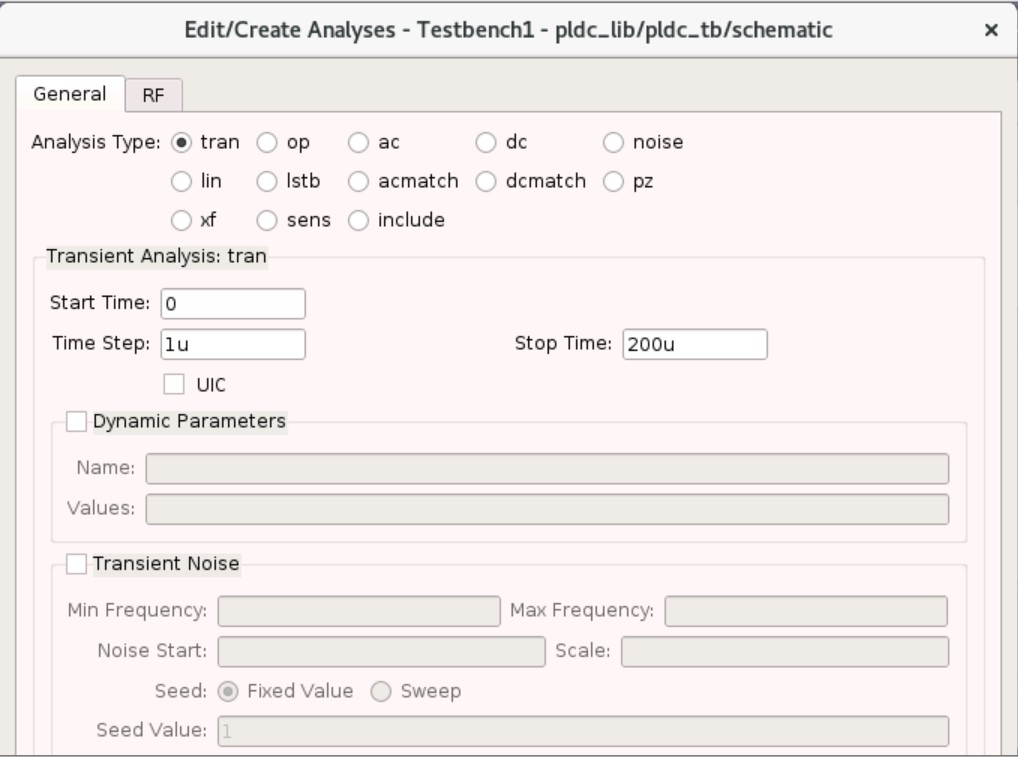 Edit/Create Analyses - Testbench1 - pldc_lib/pldc_tb/schematic ×
General RF
Analysis Type: tran op ac dc noise
lin lstb acmatch dcmatch pz
xf sens include
Transient Analysis: tran
Start Time: 0
Time Step: 1u Stop Time: 200u
UIC
Dynamic Parameters
Name:
Values:
Transient Noise
Min Frequency: Max Frequency:
Noise Start: Scale:
Seed: Fixed Value Sweep
Seed Value: 1